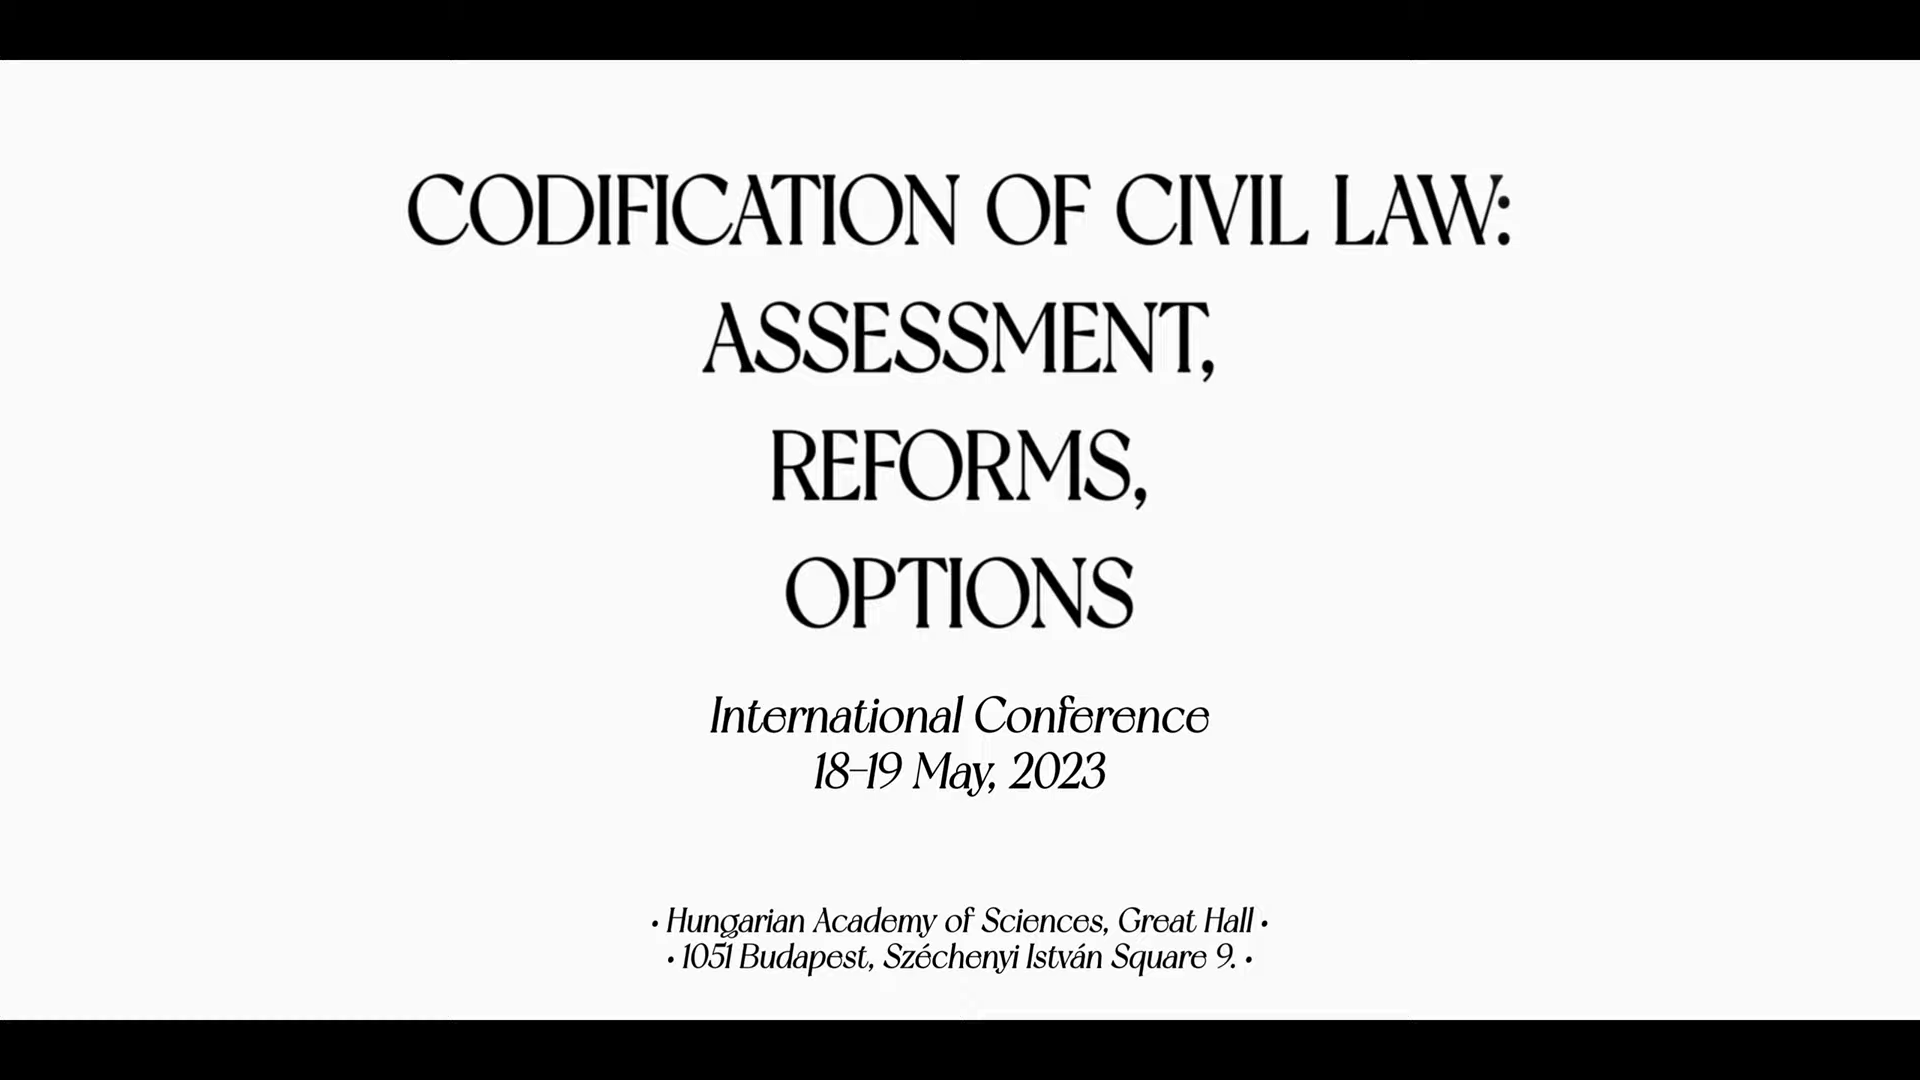 CODIFICATION OF CIVIL LAW:
ASSESSMENT,
REFORMS,
OPTIONS
International Conference
18–19 May, 2023
• Hungarian Academy of Sciences, Great Hall •
• 1051 Budapest, Széchenyi István Square 9. •